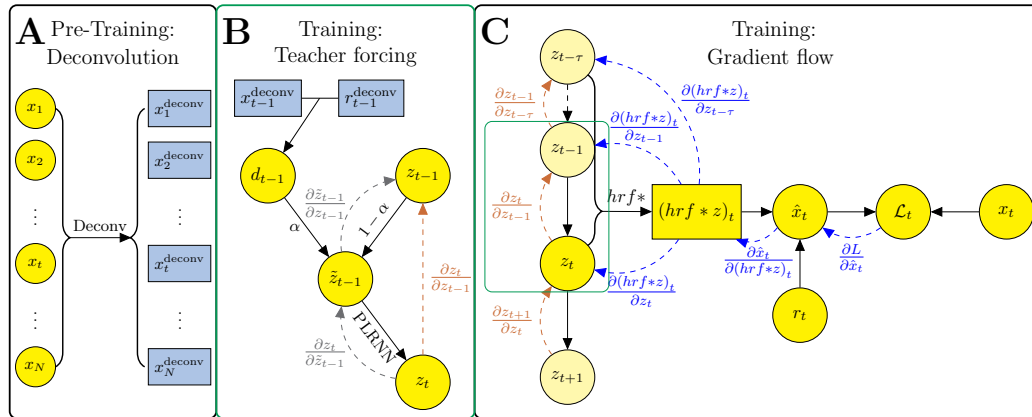 A
Pre-Training:
Deconvolution
x_1
x_2
⋮
x_t
⋮
x_N
Deconv
x_1^deconv
x_2^deconv
⋮
x_t^deconv
⋮
x_N^deconv
B
Training:
Teacher forcing
x_{t-1}^deconv
r_{t-1}^deconv
d_{t-1}
z_{t-1}
∂z̃_{t-1}/∂z_{t-1}
α
1 − α
z̃_{t-1}
∂z_t/∂z_{t-1}
PLRNN
∂z_t/∂z̃_{t-1}
z_t
C
Training:
Gradient flow
z_{t-τ}
∂z_{t-1}/∂z_{t-τ}
∂(hrf*z)_t/∂z_{t-τ}
z_{t-1}
∂(hrf*z)_t/∂z_{t-1}
∂z_t/∂z_{t-1}
hrf*
(hrf * z)_t
x̂_t
ℒ_t
x_t
z_t
∂(hrf*z)_t/∂z_t
∂x̂_t/∂(hrf*z)_t
∂L/∂x̂_t
∂z_{t+1}/∂z_t
r_t
z_{t+1}